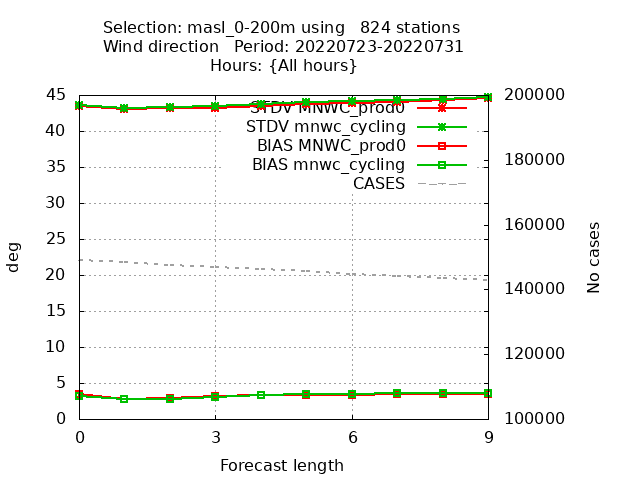 Selection: masl_0-200m using   824 stations
Wind direction   Period: 20220723-20220731
Hours: {All hours}
45
40
35
30
25
20
15
10
5
0
deg
STDV MNWC_prod0
STDV mnwc_cycling
BIAS MNWC_prod0
BIAS mnwc_cycling
CASES
200000
180000
160000
140000
120000
100000
No cases
0
3
6
9
Forecast length